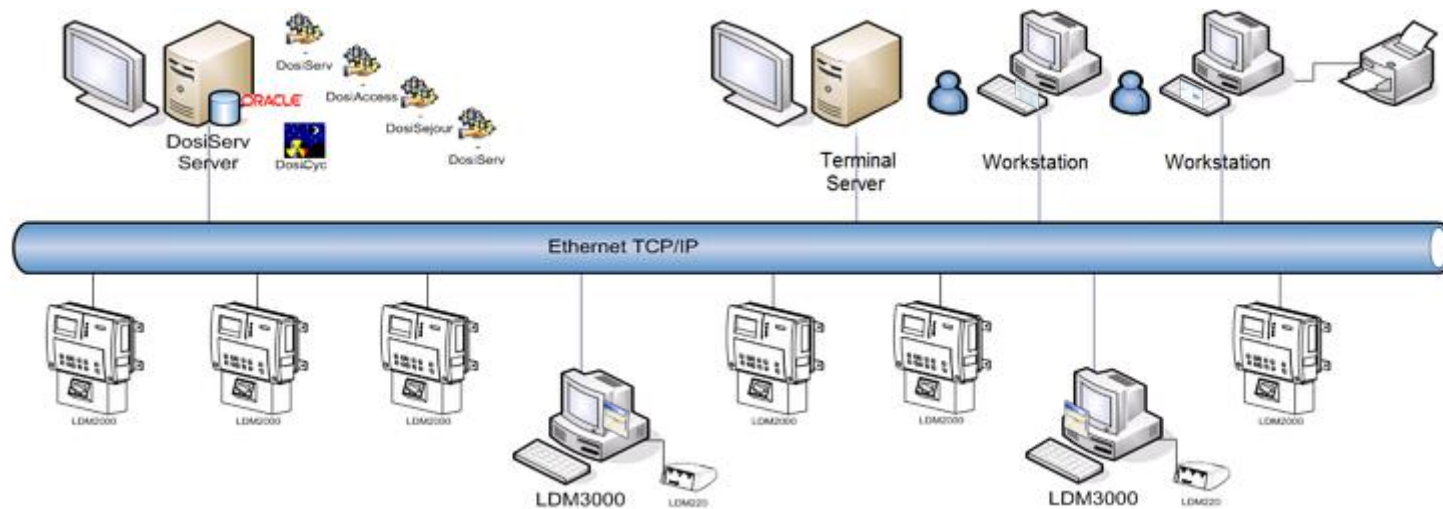 ORACLE
DosiServ
Server
-
DosiServ
-
DosiAccess
-
DosiSejour
-
DosiServ
DosiCyc
Terminal
Server
Workstation
Workstation
Ethernet TCP/IP
LDM2000
LDM2000
LDM2000
LDM3000
LDM220
LDM2000
LDM2000
LDM3000
LDM220
LDM2000